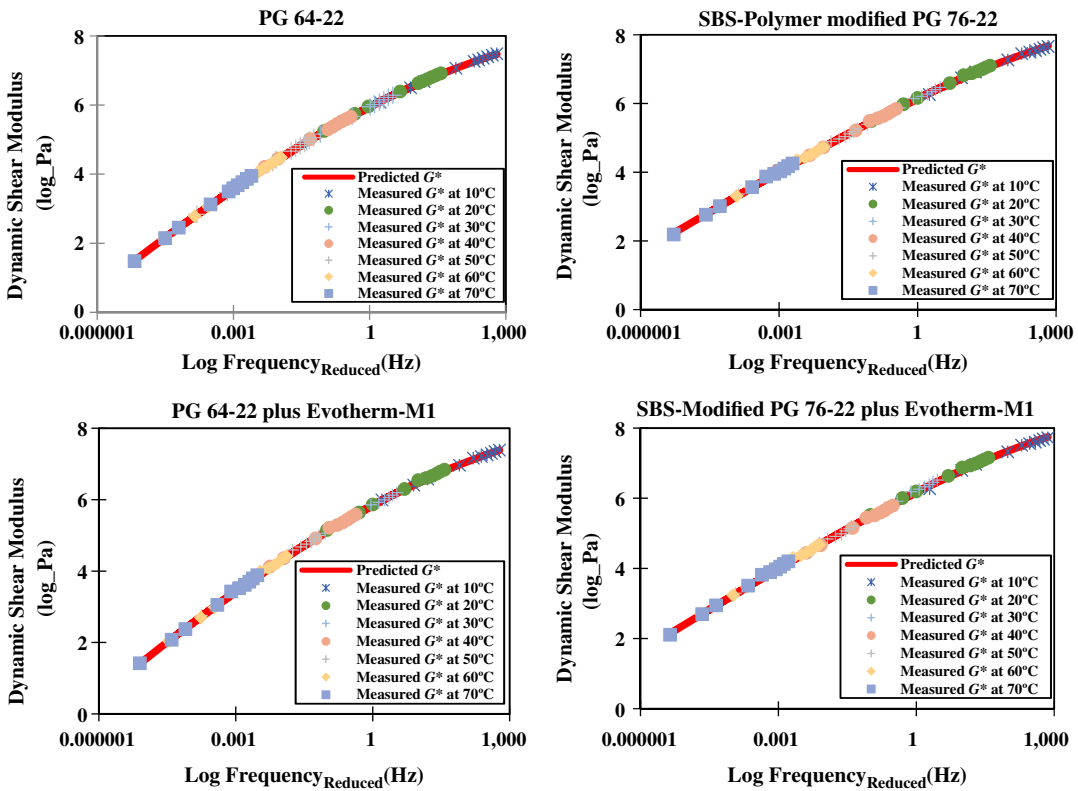 PG 64-22
Dynamic Shear Modulus
(log_Pa)
8
6
4
2
0
Predicted G*
Measured G* at 10ºC
Measured G* at 20ºC
Measured G* at 30ºC
Measured G* at 40ºC
Measured G* at 50ºC
Measured G* at 60ºC
Measured G* at 70ºC
0.000001 0.001 1 1,000
Log FrequencyReduced(Hz)
SBS-Polymer modified PG 76-22
Dynamic Shear Modulus
(log_Pa)
8
6
4
2
0
Predicted G*
Measured G* at 10ºC
Measured G* at 20ºC
Measured G* at 30ºC
Measured G* at 40ºC
Measured G* at 50ºC
Measured G* at 60ºC
Measured G* at 70ºC
0.000001 0.001 1 1,000
Log FrequencyReduced(Hz)
PG 64-22 plus Evotherm-M1
Dynamic Shear Modulus
(log_Pa)
8
6
4
2
0
Predicted G*
Measured G* at 10ºC
Measured G* at 20ºC
Measured G* at 30ºC
Measured G* at 40ºC
Measured G* at 50ºC
Measured G* at 60ºC
Measured G* at 70ºC
0.000001 0.001 1 1,000
Log FrequencyReduced(Hz)
SBS-Modified PG 76-22 plus Evotherm-M1
Dynamic Shear Modulus
(log_Pa)
8
6
4
2
0
Predicted G*
Measured G* at 10ºC
Measured G* at 20ºC
Measured G* at 30ºC
Measured G* at 40ºC
Measured G* at 50ºC
Measured G* at 60ºC
Measured G* at 70ºC
0.000001 0.001 1 1,000
Log FrequencyReduced(Hz)